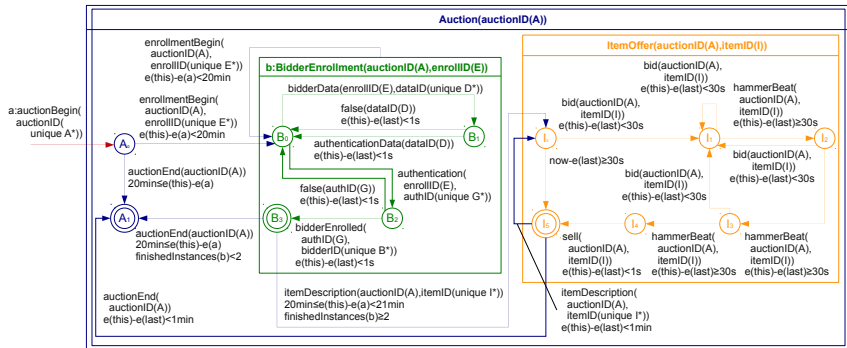 Auction(auctionID(A))
enrollmentBegin(
auctionID(A),
enrollID(unique E*))
e(this)-e(a)<20min
enrollmentBegin(
auctionID(A),
enrollID(unique E*))
e(this)-e(a)<20min
a:auctionBegin(
auctionID(
unique A*))
auctionEnd(auctionID(A))
20min≤e(this)-e(a)
A₁
auctionEnd(auctionID(A))
20min≤e(this)-e(a)
finishedInstances(b)<2
auctionEnd(
auctionID(A))
e(this)-e(last)<1min
b:BidderEnrollment(auctionID(A),enrollID(E))
bidderData(enrollID(E),dataID(unique D*))
false(dataID(D))
e(this)-e(last)<1s
B₀
B₁
authenticationData(dataID(D))
e(this)-e(last)<1s
authentication(
enrollID(E),
authID(unique G*)
false(authID(G))
e(this)-e(last)<1s
B₃
B₂
bidderEnrolled(
authID(G),
bidderID(unique B*)
e(this)-e(last)<1s
itemDescription(auctionID(A),itemID(unique I*))
20min≤e(this)-e(a)<21min
finishedInstances(b)≥2
ItemOffer(auctionID(A),itemID(I))
bid(auctionID(A),
itemID(I))
e(this)-e(last)<30s
hammerBeat(
auctionID(A),
itemID(I))
e(this)-e(last)≥30s
bid(auctionID(A),
itemID(I))
e(this)-e(last)<30s
I₁
I₂
now-e(last)≥30s
bid(auctionID(A),
itemID(I))
e(this)-e(last)<30s
bid(auctionID(A),
itemID(I))
e(this)-e(last)<30s
I₅
I₄
I₃
sell(
auctionID(A),
itemID(I))
e(this)-e(last)<1s
hammerBeat(
auctionID(A),
itemID(I))
e(this)-e(last)≥30s
hammerBeat(
auctionID(A),
itemID(I))
e(this)-e(last)≥30s
itemDescription(
auctionID(A),
itemID(unique I*))
e(this)-e(last)<1min